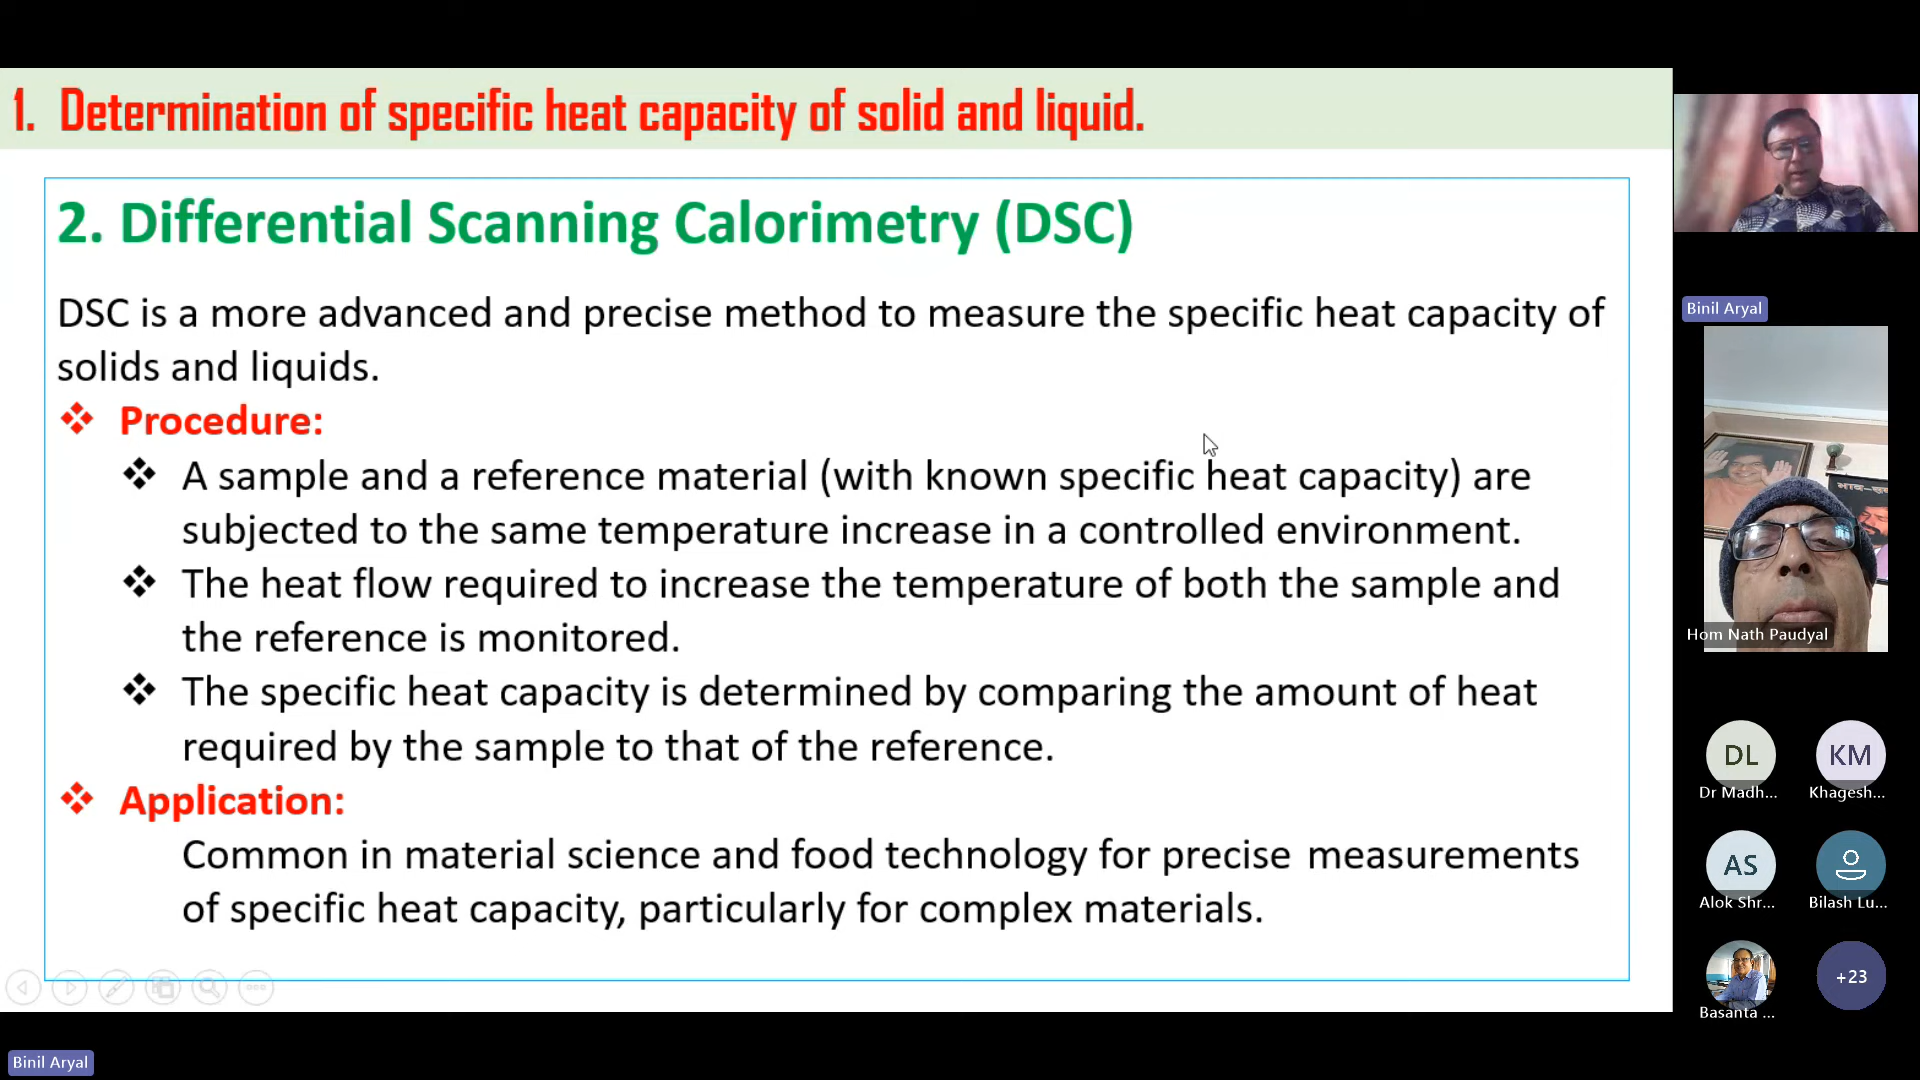 1. Determination of specific heat capacity of solid and liquid.
2. Differential Scanning Calorimetry (DSC)
DSC is a more advanced and precise method to measure the specific heat capacity of
solids and liquids.
Procedure:
A sample and a reference material (with known specific heat capacity) are
subjected to the same temperature increase in a controlled environment.
The heat flow required to increase the temperature of both the sample and
the reference is monitored.
The specific heat capacity is determined by comparing the amount of heat
required by the sample to that of the reference.
Application:
Common in material science and food technology for precise measurements
of specific heat capacity, particularly for complex materials.
Binil Aryal
Binil Aryal
Hom Nath Paudyal
DL
Dr Madh...
KM
Khagesh...
AS
Alok Shr...
Bilash Lu...
Basanta ...
+23